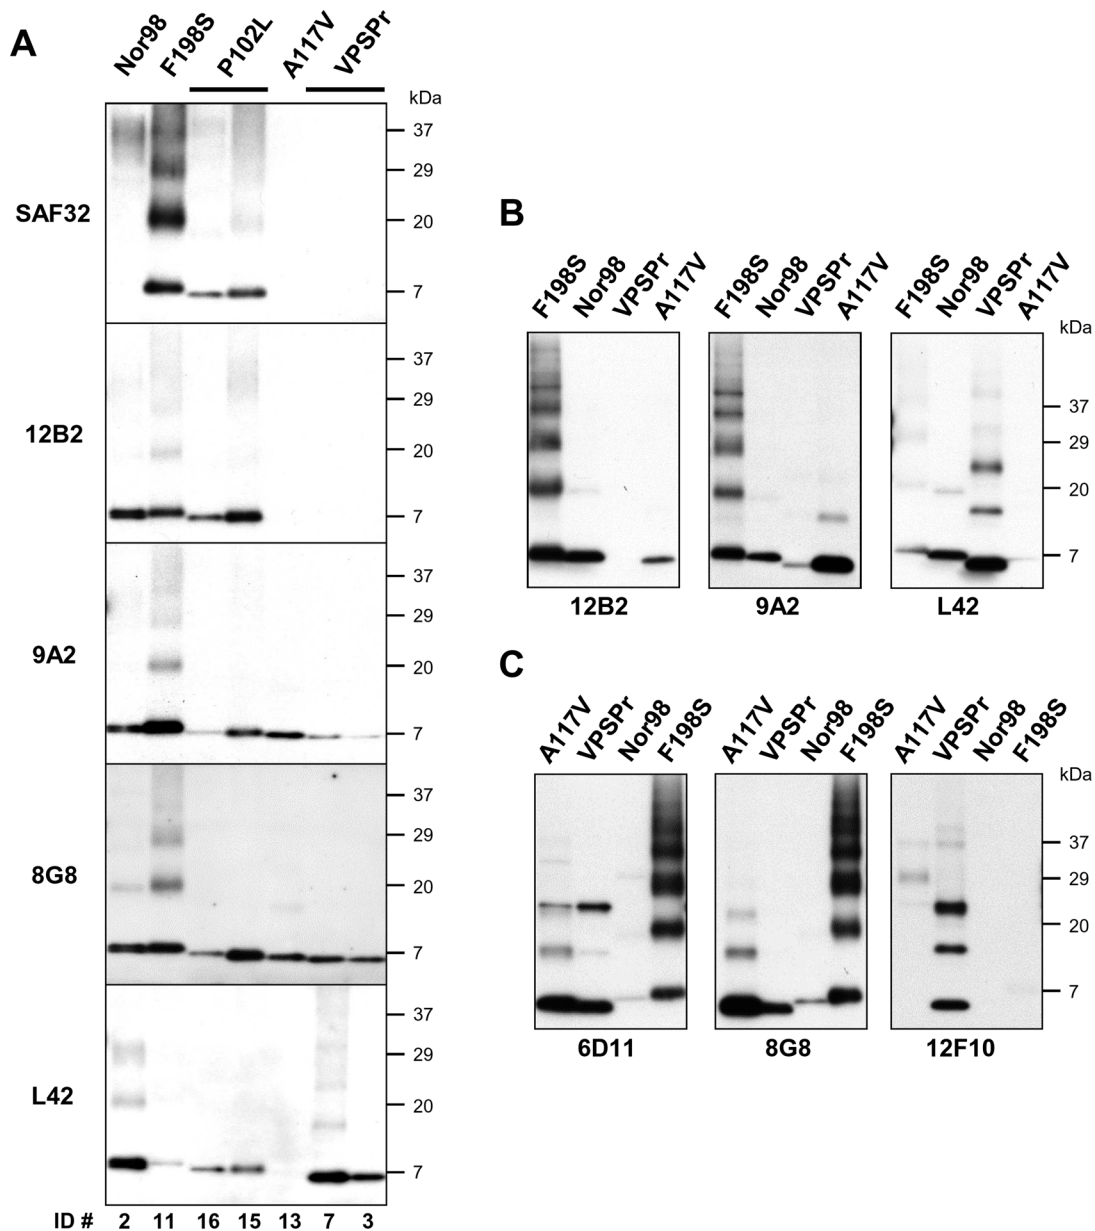 A
Nor98 F198S P102L A117V VPSPr
kDa
SAF32
37
29
20
7
12B2
37
29
20
7
9A2
37
29
20
7
8G8
37
29
20
7
L42
37
29
20
7
ID # 2 11 16 15 13 7 3
B
F198S Nor98 VPSPr A117V
F198S Nor98 VPSPr A117V
F198S Nor98 VPSPr A117V
kDa
37
29
20
7
12B2 9A2 L42
C
A117V VPSPr Nor98 F198S
A117V VPSPr Nor98 F198S
A117V VPSPr Nor98 F198S
kDa
37
29
20
7
6D11 8G8 12F10